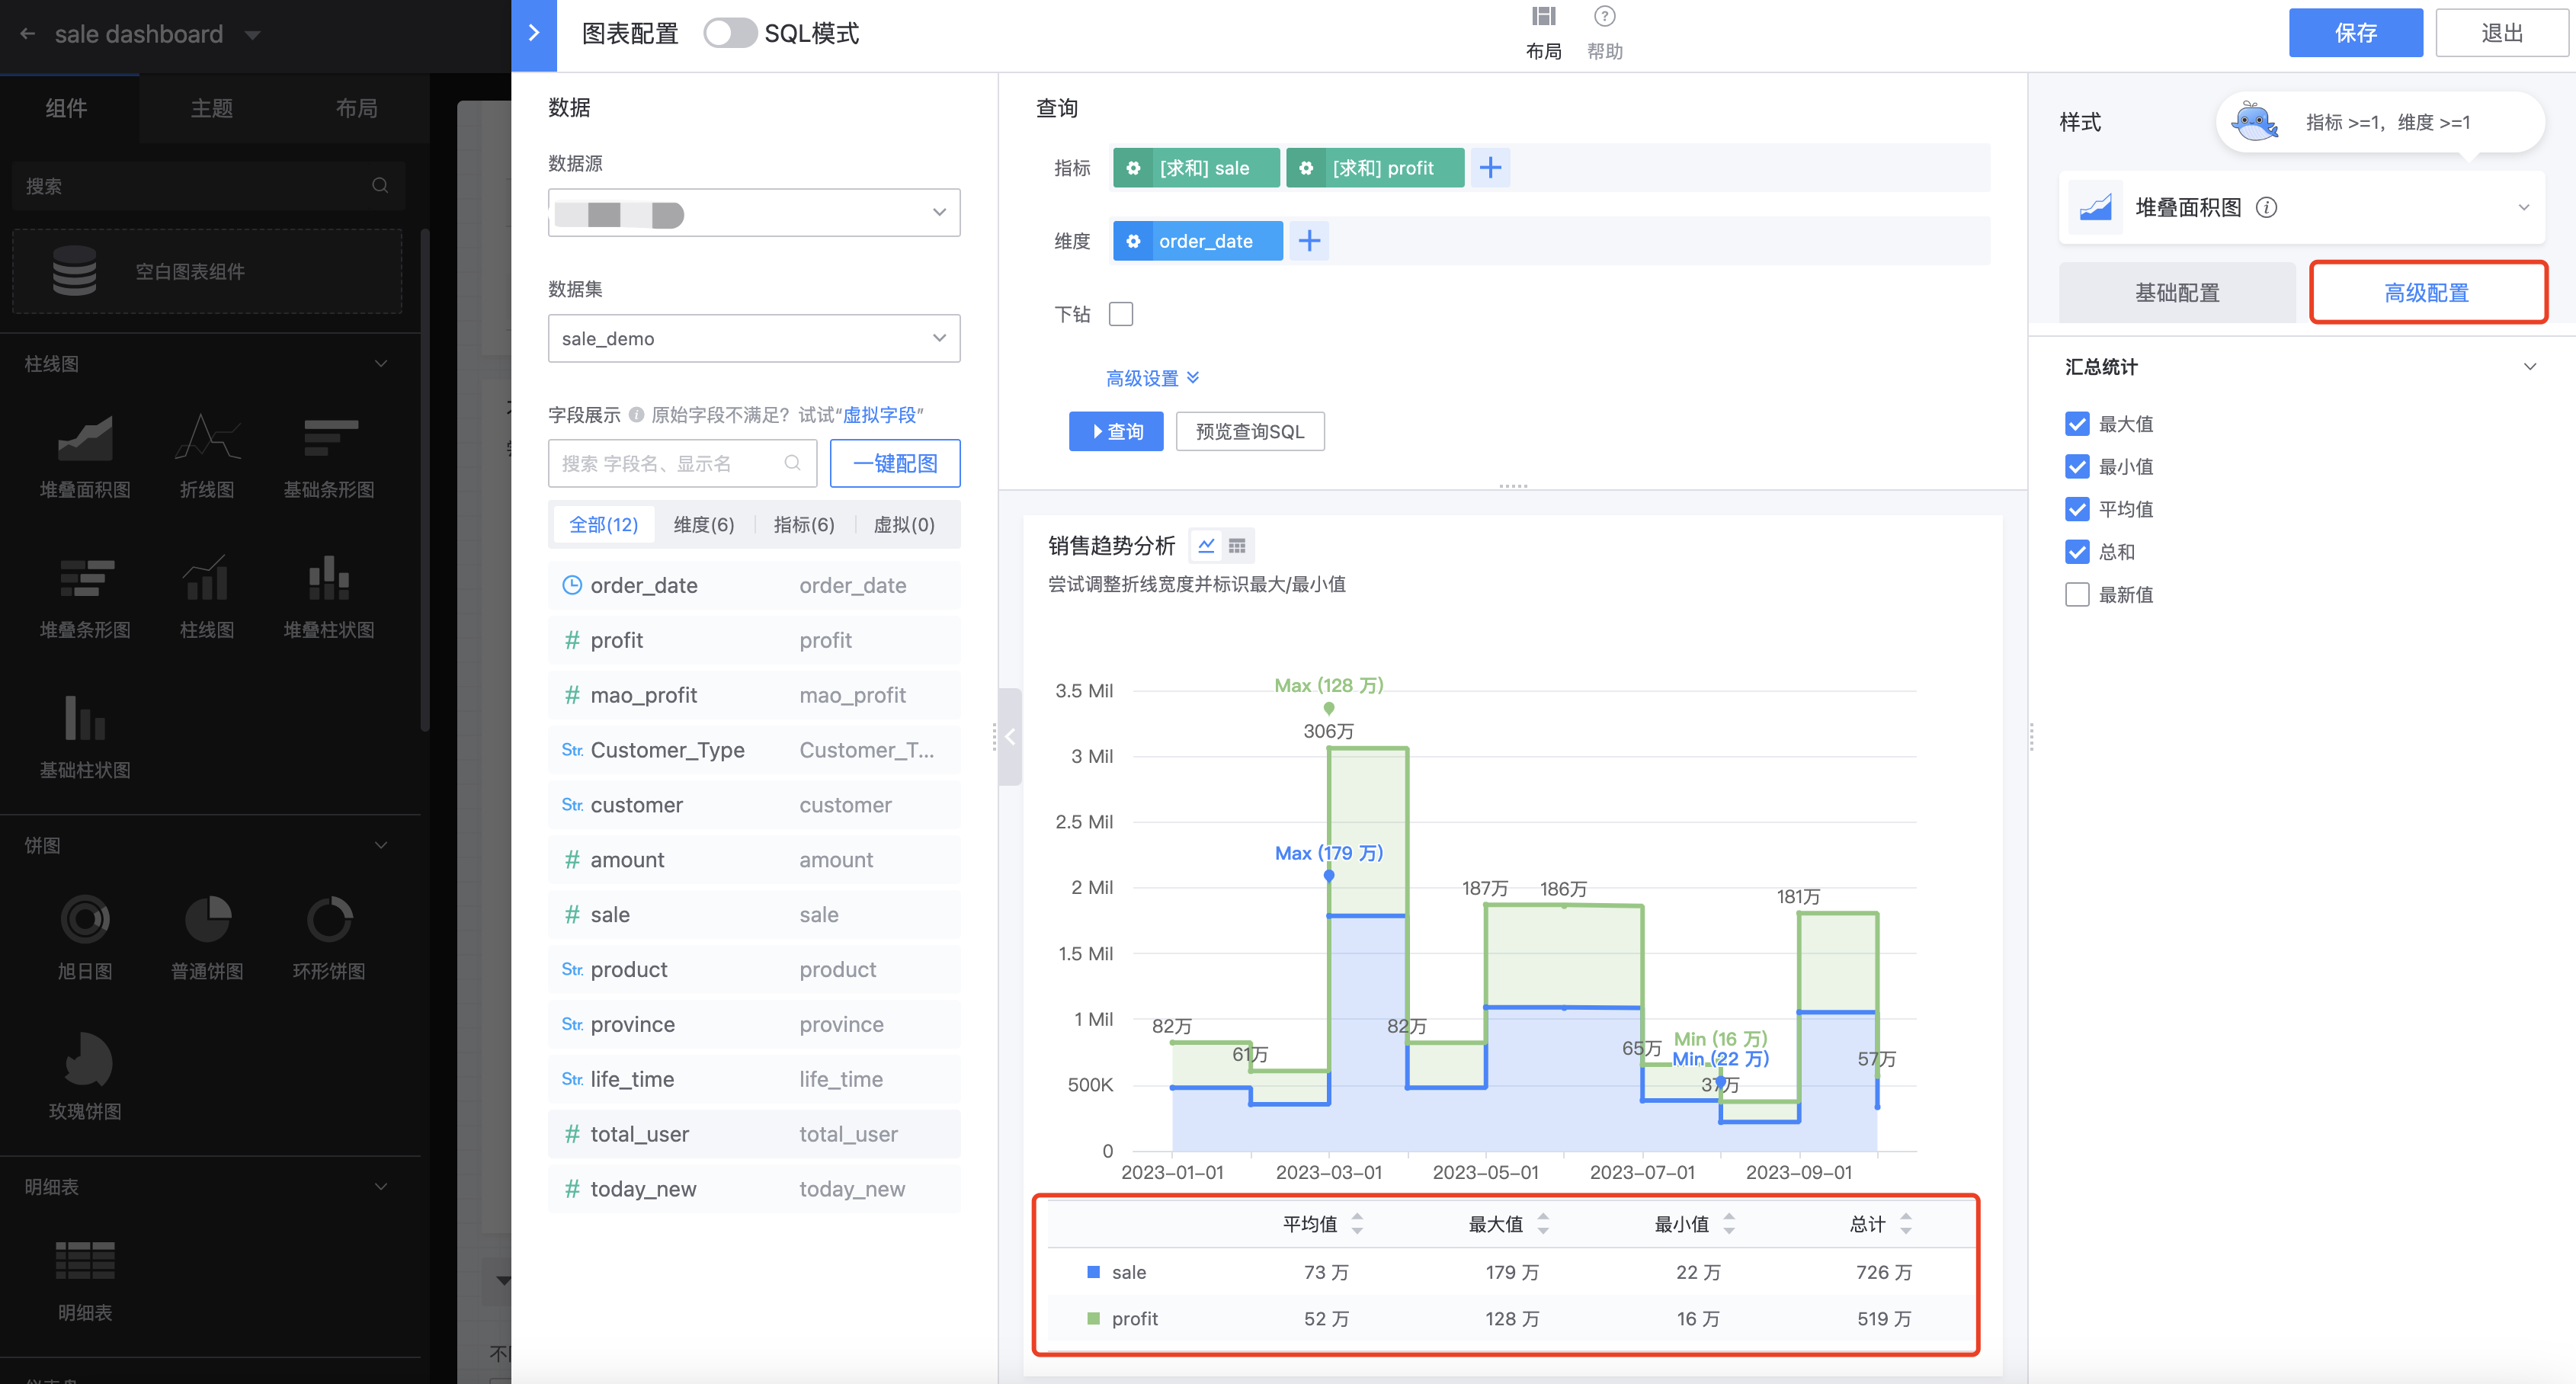 sale dashboard
组件
主题
布局
搜索
空白图表组件
柱线图
堆叠面积图
折线图
基础条形图
堆叠条形图
柱线图
堆叠柱状图
基础柱状图
饼图
旭日图
普通饼图
环形饼图
玫瑰饼图
明细表
明细表
图表配置
SQL模式
布局
帮助
保存
退出
数据
数据源
数据集
sale_demo
字段展示 原始字段不满足？试试“虚拟字段”
搜索 字段名、显示名
一键配图
全部(12)
维度(6)
指标(6)
虚拟(0)
order_date order_date
# profit profit
# mao_profit mao_profit
Str. Customer_Type Customer_T...
Str. customer customer
# amount amount
# sale sale
Str. product product
Str. province province
Str. life_time life_time
# total_user total_user
# today_new today_new
查询
指标
[求和] sale
[求和] profit
维度
order_date
下钻
高级设置
查询
预览查询SQL
销售趋势分析
尝试调整折线宽度并标识最大/最小值
3.5 Mil
3 Mil
2.5 Mil
2 Mil
1.5 Mil
1 Mil
500K
0
Max (128 万)
306万
Max (179 万)
187万
186万
181万
82万
61万
82万
65万
Min (16 万)
Min (22 万)
37万
57万
2023-01-01
2023-03-01
2023-05-01
2023-07-01
2023-09-01
平均值 最大值 最小值 总计
sale 73 万 179 万 22 万 726 万
profit 52 万 128 万 16 万 519 万
样式
指标 >=1, 维度 >=1
堆叠面积图
基础配置
高级配置
汇总统计
最大值
最小值
平均值
总和
最新值